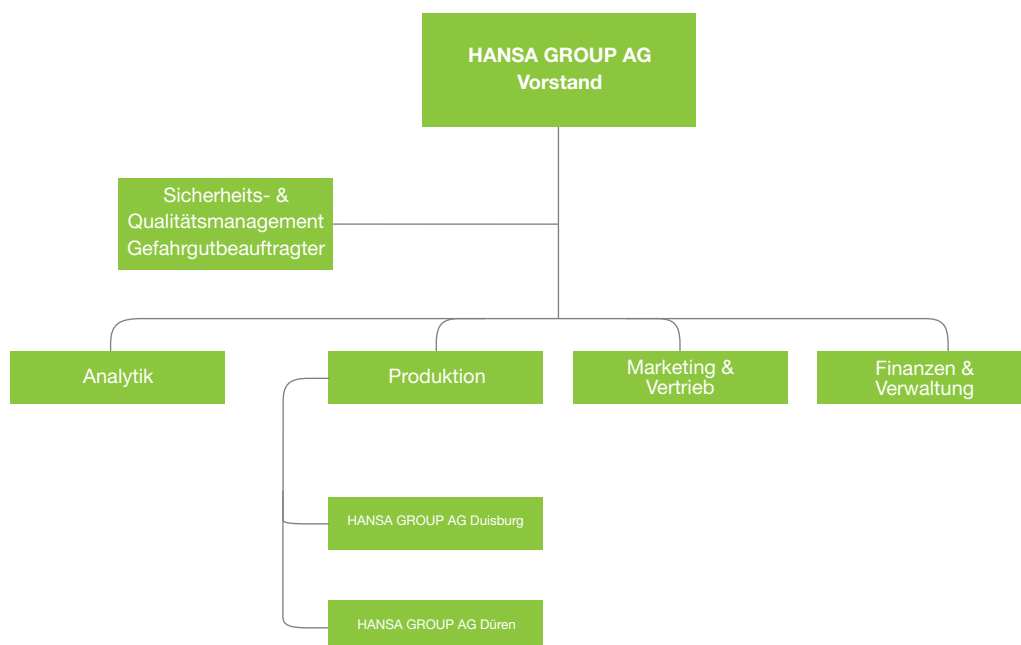 HANSA GROUP AG
Vorstand
Sicherheits- &
Qualitätsmanagement
Gefahrgutbeauftragter
Analytik
Produktion
Marketing &
Vertrieb
Finanzen &
Verwaltung
HANSA GROUP AG Duisburg
HANSA GROUP AG Düren